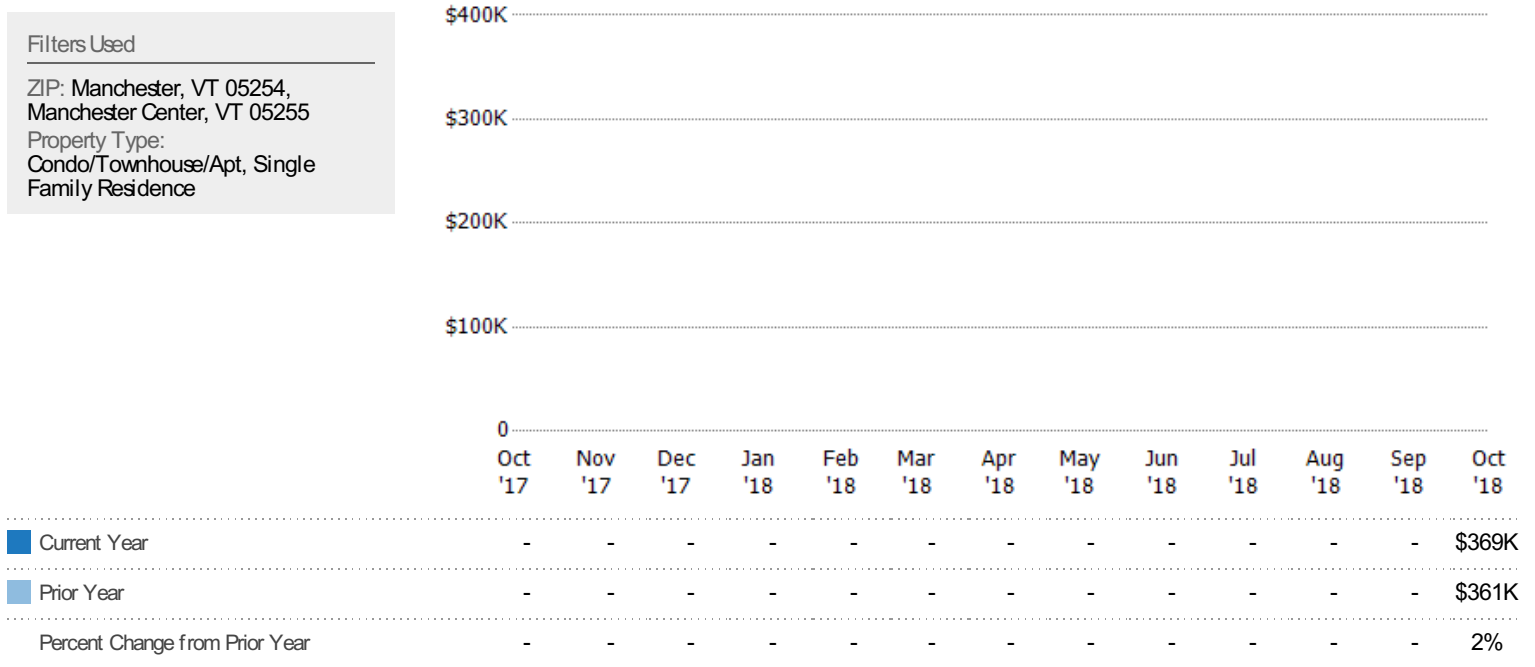 Filters Used
ZIP: Manchester, VT 05254,
Manchester Center, VT 05255
Property Type:
Condo/Townhouse/Apt, Single
Family Residence
$400K
$300K
$200K
$100K
0
Oct Nov Dec Jan Feb Mar Apr May Jun Jul Aug Sep Oct
'17 '17 '17 '18 '18 '18 '18 '18 '18 '18 '18 '18 '18
Current Year - - - - - - - - - - - - $369K
Prior Year - - - - - - - - - - - - $361K
Percent Change from Prior Year - - - - - - - - - - - - 2%